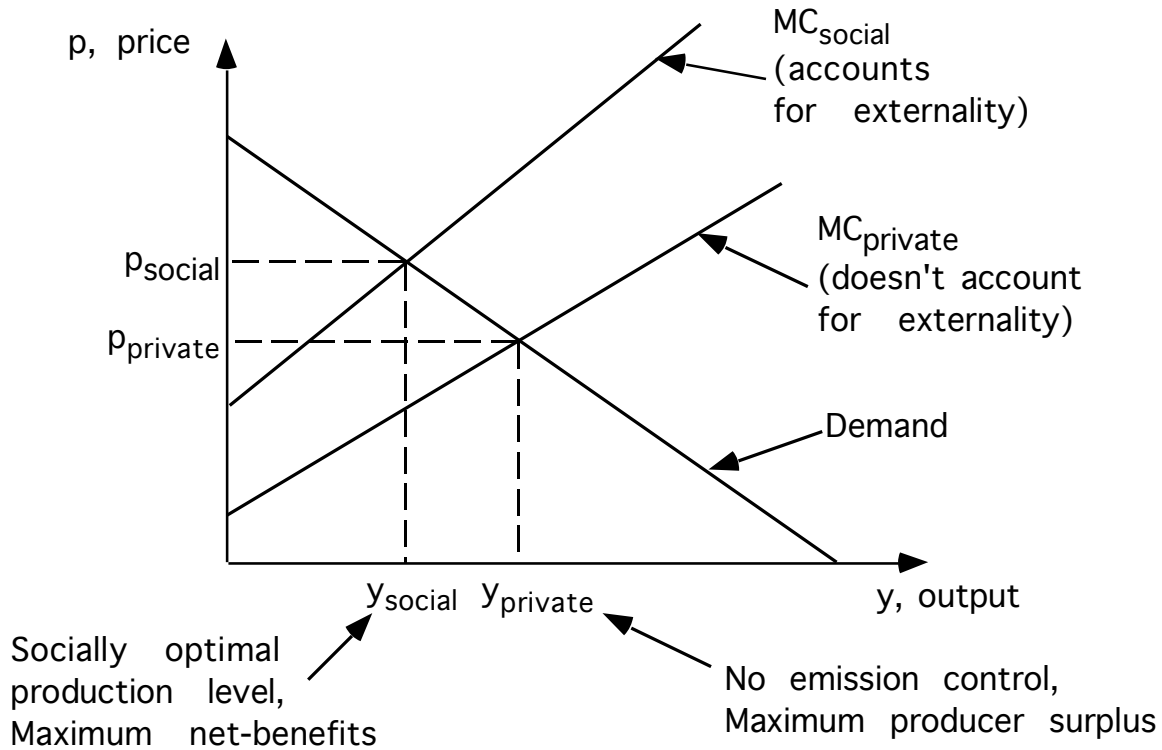 p, price
MCsocial
(accounts
for externality)
MCprivate
(doesn't account
for externality)
psocial
pprivate
Demand
ysocial yprivate
y, output
Socially optimal
production level,
Maximum net-benefits
No emission control,
Maximum producer surplus